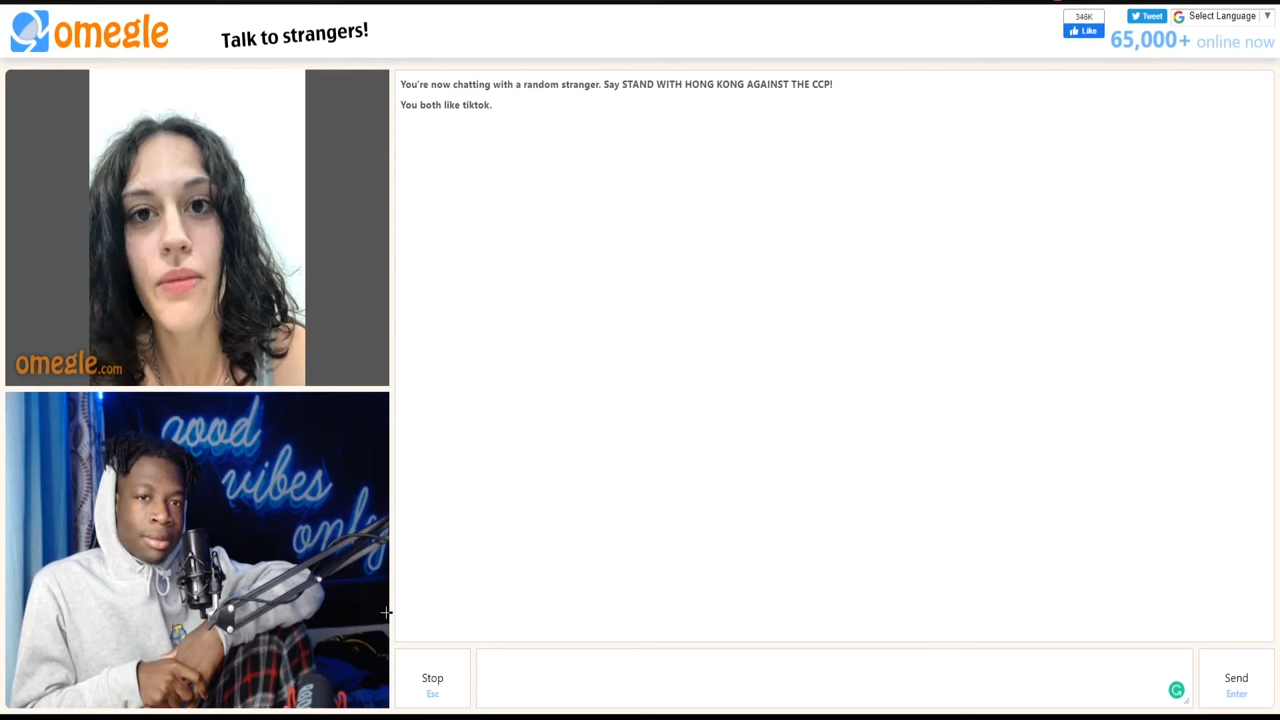 omegle
Talk to strangers!
346K
Like
Tweet
Select Language ▼
65,000+ online now
You're now chatting with a random stranger. Say STAND WITH HONG KONG AGAINST THE CCP!
You both like tiktok.
omegle.com
good
vibes
only
Stop
Esc
Send
Enter